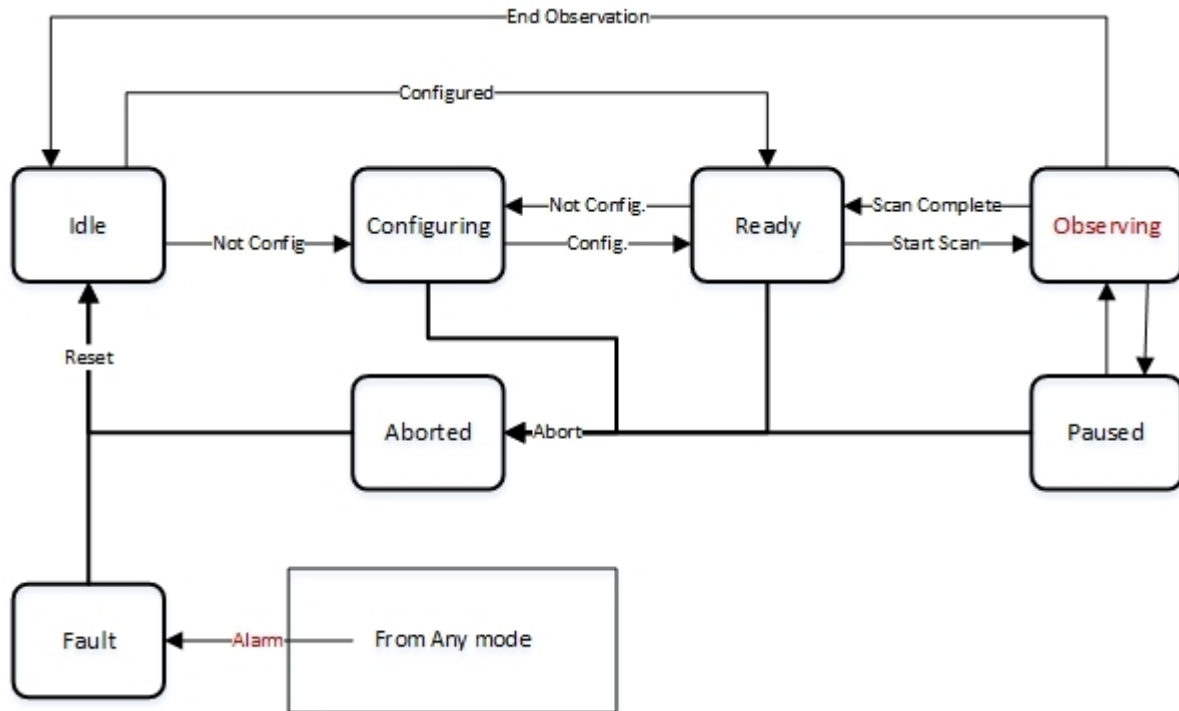 End Observation
Configured
Idle
Configuring
Ready
Observing
Not Config.
Scan Complete
Not Config
Config.
Start Scan
Reset
Aborted
Abort
Paused
Fault
Alarm
From Any mode